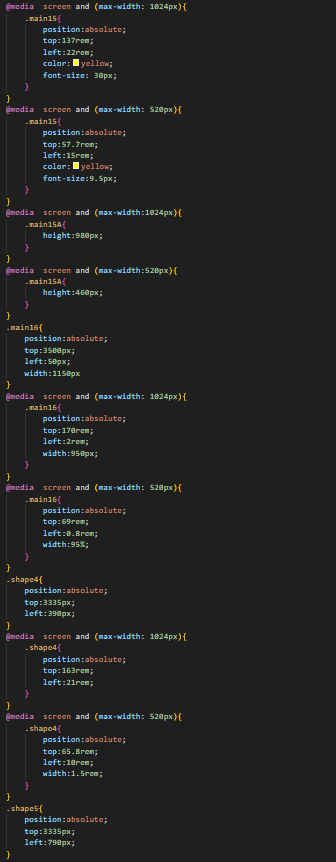 @media  screen and (max-width: 1024px){
    .main15{
        position:absolute;
        top:137rem;
        left:22rem;
        color: yellow;
        font-size: 30px;
    }
}
@media  screen and (max-width: 520px){
    .main15{
        position:absolute;
        top:57.7rem;
        left:15rem;
        color: yellow;
        font-size:9.5px;
    }
}
@media  screen and (max-width:1024px){
    .main15A{
        height:980px;
    }
}
@media  screen and (max-width:520px){
    .main15A{
        height:460px;
    }
}
.main16{
    position:absolute;
    top:3500px;
    left:50px;
    width:1150px
}
@media  screen and (max-width: 1024px){
    .main16{
        position:absolute;
        top:170rem;
        left:2rem;
        width:950px;
    }
}
@media  screen and (max-width: 520px){
    .main16{
        position:absolute;
        top:69rem;
        left:0.8rem;
        width:95%;
    }
}
.shape4{
    position:absolute;
    top:3335px;
    left:390px;
}
@media  screen and (max-width: 1024px){
    .shape4{
        position:absolute;
        top:163rem;
        left:21rem;
    }
}
@media  screen and (max-width: 520px){
    .shape4{
        position:absolute;
        top:65.8rem;
        left:10rem;
        width:1.5rem;
    }
}
.shape5{
    position:absolute;
    top:3335px;
    left:790px;
}